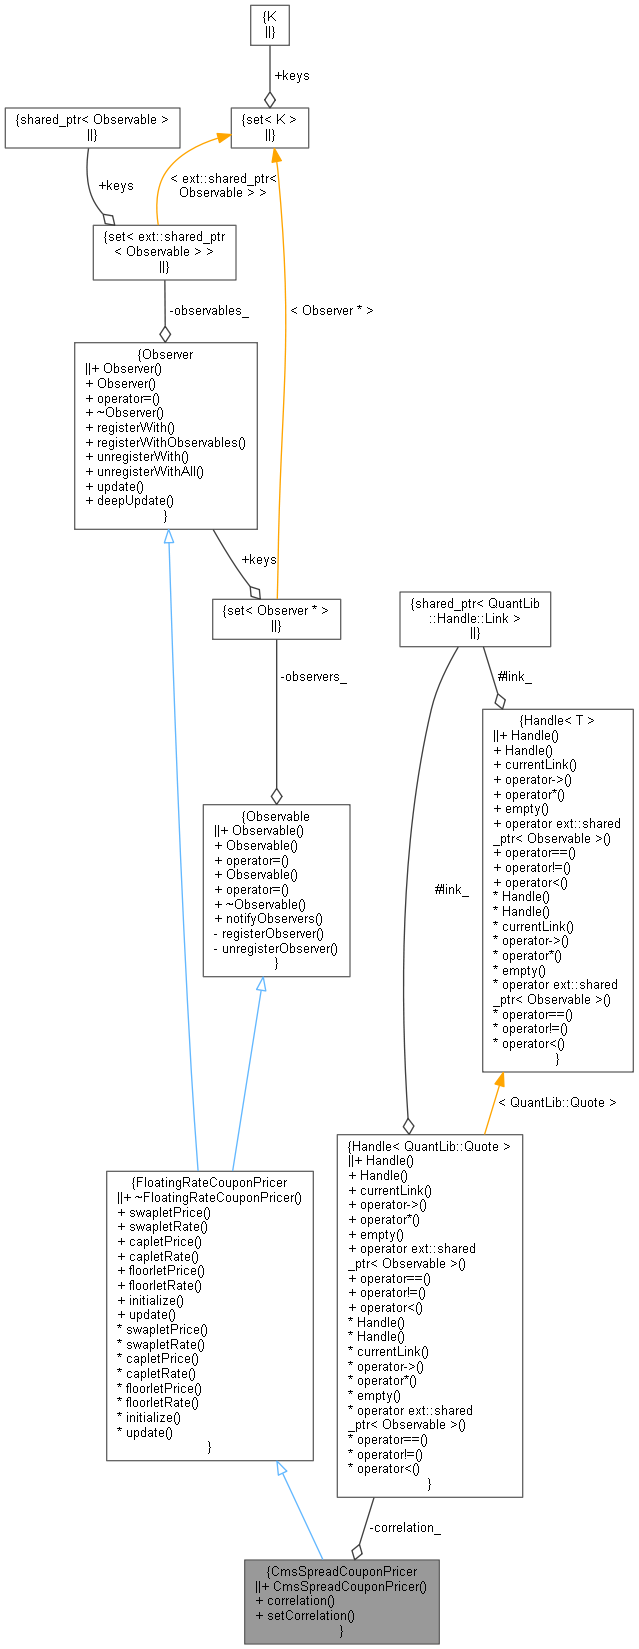 {K
||}
+keys
{shared_ptr< Observable >
||}
{set< K >
||}
+keys
< ext::shared_ptr<
Observable > >
{set< ext::shared_ptr
< Observable > >
||}
-observables_
< Observer * >
{Observer
||+ Observer()
+ Observer()
+ operator=()
+ ~Observer()
+ registerWith()
+ registerWithObservables()
+ unregisterWith()
+ unregisterWithAll()
+ update()
+ deepUpdate()
}
+keys
{set< Observer * >
||}
{shared_ptr< QuantLib
::Handle::Link >
||}
-observers_
#link_
{Handle< T >
||+ Handle()
+ Handle()
+ currentLink()
+ operator->()
+ operator*()
+ empty()
+ operator ext::shared
_ptr< Observable >()
+ operator==()
+ operator!=()
+ operator<()
* Handle()
* Handle()
* currentLink()
* operator->()
* operator*()
* empty()
* operator ext::shared
_ptr< Observable >()
* operator==()
* operator!=()
* operator<()
}
{Observable
||+ Observable()
+ Observable()
+ operator=()
+ Observable()
+ operator=()
+ ~Observable()
+ notifyObservers()
- registerObserver()
- unregisterObserver()
}
#link_
< QuantLib::Quote >
{Handle< QuantLib::Quote >
||+ Handle()
+ Handle()
+ currentLink()
+ operator->()
+ operator*()
+ empty()
+ operator ext::shared
_ptr< Observable >()
+ operator==()
+ operator!=()
+ operator<()
* Handle()
* Handle()
* currentLink()
* operator->()
* operator*()
* empty()
* operator ext::shared
_ptr< Observable >()
* operator==()
* operator!=()
* operator<()
}
{FloatingRateCouponPricer
||+ ~FloatingRateCouponPricer()
+ swapletPrice()
+ swapletRate()
+ capletPrice()
+ capletRate()
+ floorletPrice()
+ floorletRate()
+ initialize()
+ update()
* swapletPrice()
* swapletRate()
* capletPrice()
* capletRate()
* floorletPrice()
* floorletRate()
* initialize()
* update()
}
-correlation_
{CmsSpreadCouponPricer
||+ CmsSpreadCouponPricer()
+ correlation()
+ setCorrelation()
}